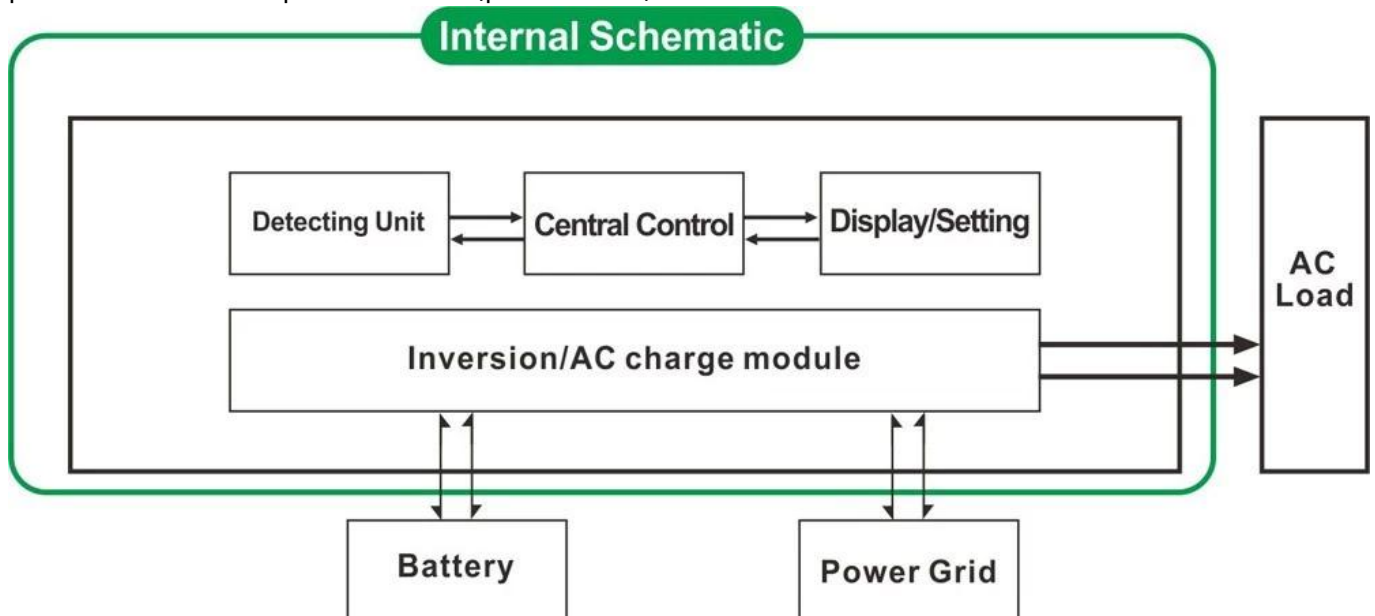 Internal Schematic
Detecting Unit
Central Control
Display/Setting
AC
Load
Inversion/AC charge module
Battery
Power Grid